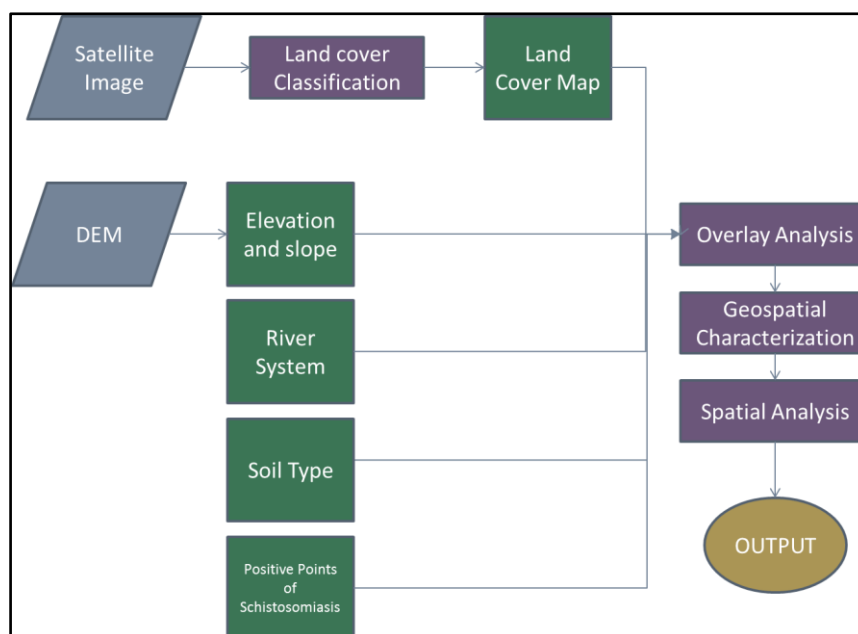 Satellite
Image
Land cover
Classification
Land
Cover Map
DEM
Elevation
and slope
River
System
Soil Type
Positive Points
of
Schistosomiasis
Overlay Analysis
Geospatial
Characterization
Spatial Analysis
OUTPUT